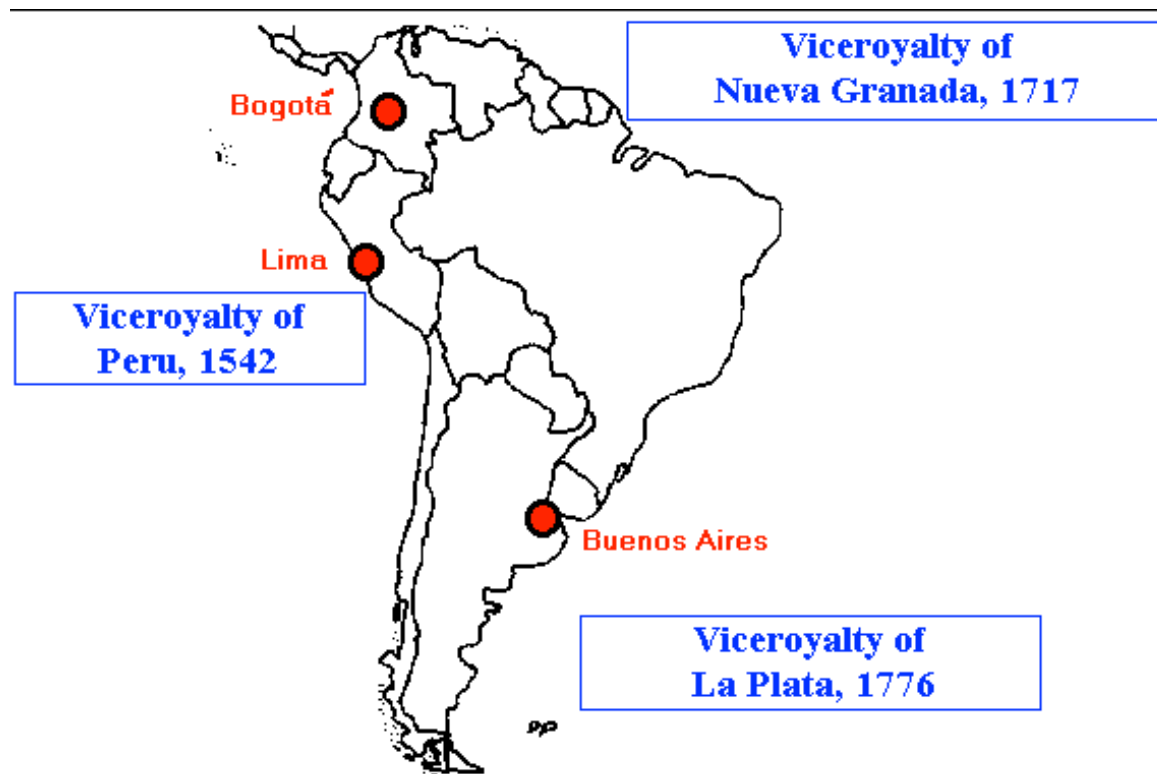 Viceroyalty of
Nueva Granada, 1717
Bogotá
Lima
Viceroyalty of
Peru, 1542
Buenos Aires
Viceroyalty of
La Plata, 1776